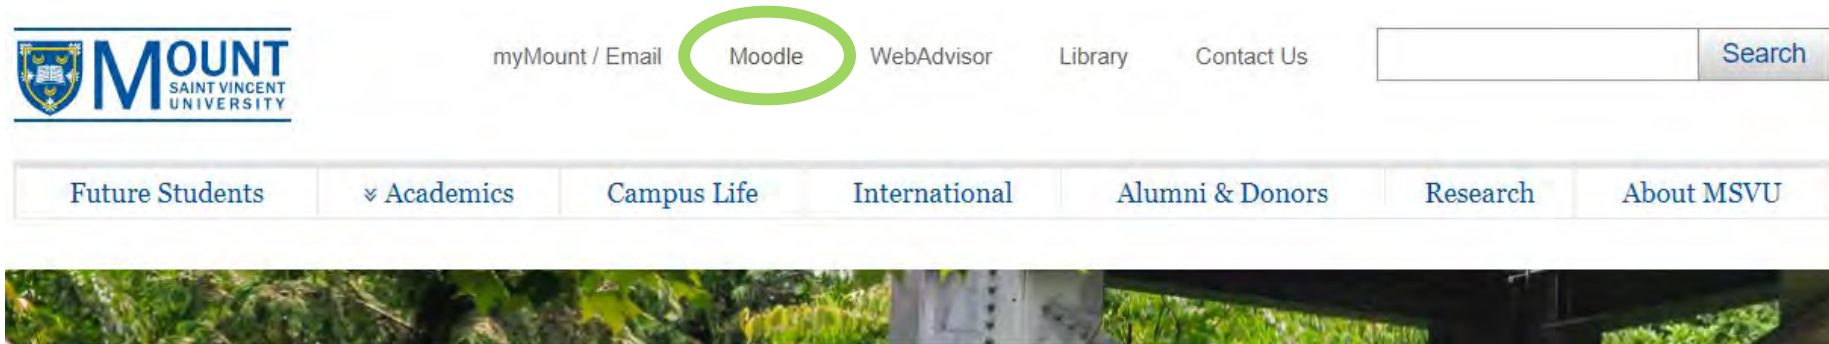 MOUNT
SAINT VINCENT
UNIVERSITY
myMount / Email Moodle WebAdvisor Library Contact Us Search
Future Students » Academics Campus Life International Alumni & Donors Research About MSVU